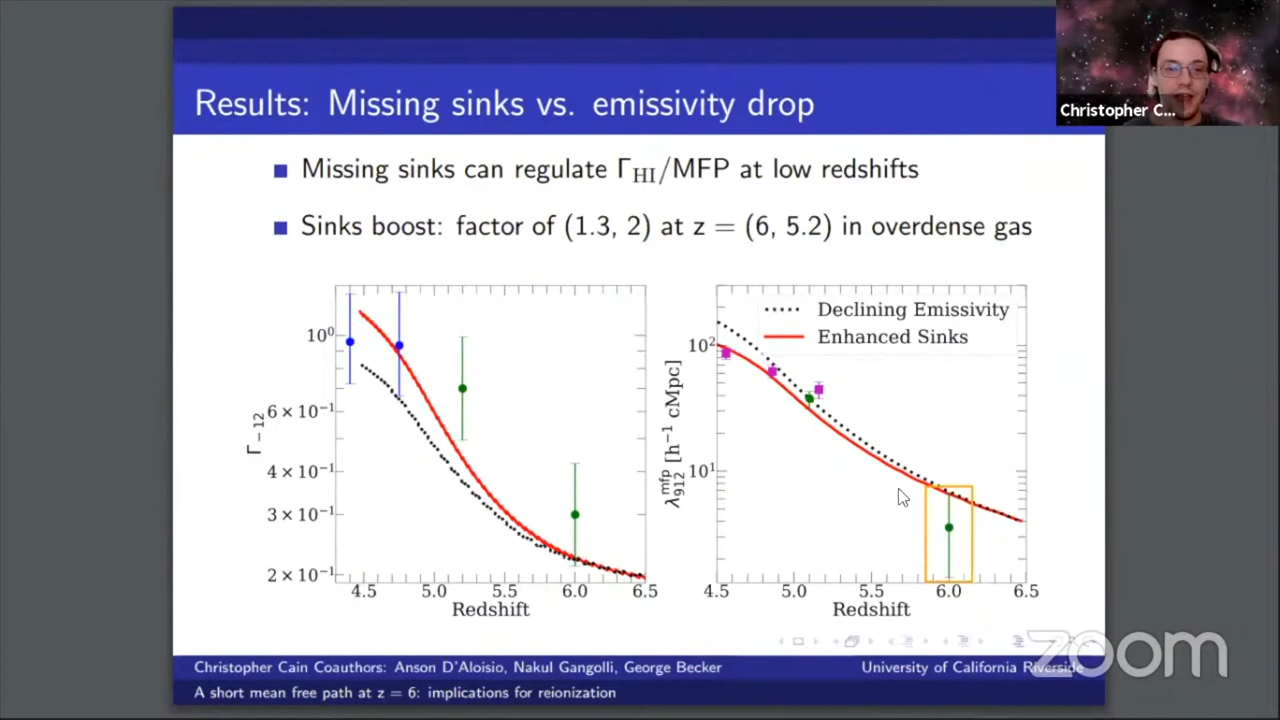 Results: Missing sinks vs. emissivity drop
Christopher C...
Missing sinks can regulate Γ_HI/MFP at low redshifts
Sinks boost: factor of (1.3, 2) at z = (6, 5.2) in overdense gas
Γ₋₁₂
10⁰
6 × 10⁻¹
4 × 10⁻¹
3 × 10⁻¹
2 × 10⁻¹
4.5 5.0 5.5 6.0 6.5
Redshift
λ₉₁₂^mfp [h⁻¹ cMpc]
10²
10¹
Declining Emissivity
Enhanced Sinks
4.5 5.0 5.5 6.0 6.5
Redshift
Christopher Cain Coauthors: Anson D'Aloisio, Nakul Gangolli, George Becker
University of California Riverside
A short mean free path at z = 6: implications for reionization
zoom